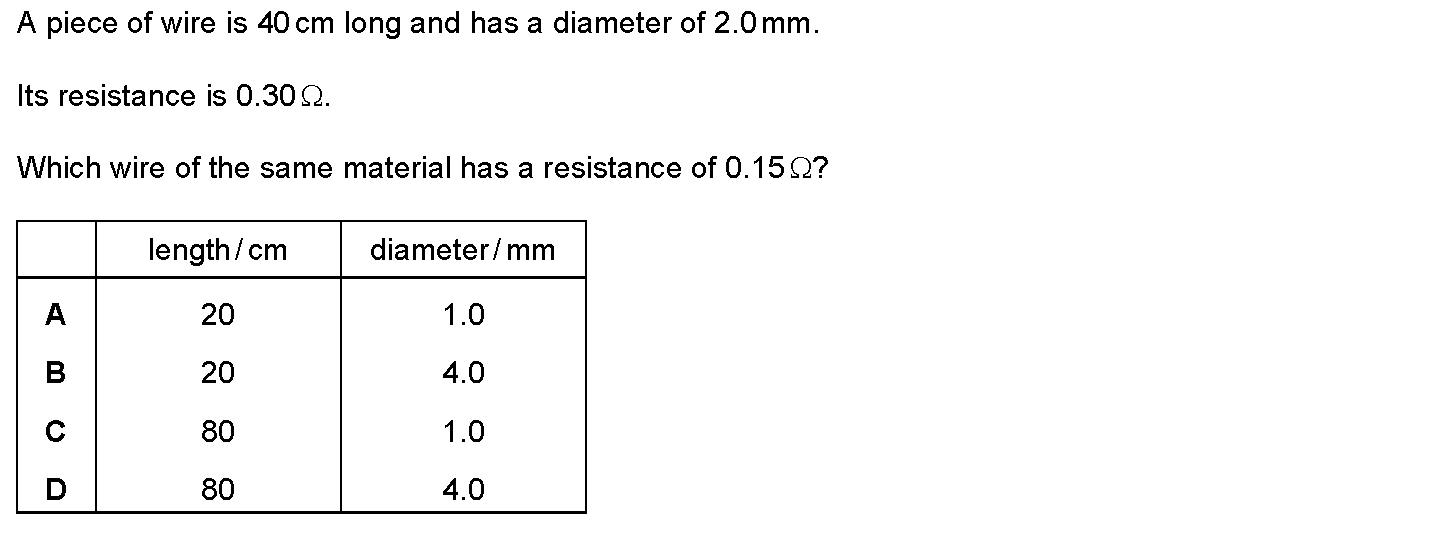 A piece of wire is 40 cm long and has a diameter of 2.0 mm.
Its resistance is 0.30 Ω.
Which wire of the same material has a resistance of 0.15 Ω?
length / cm diameter / mm
A 20 1.0
B 20 4.0
C 80 1.0
D 80 4.0